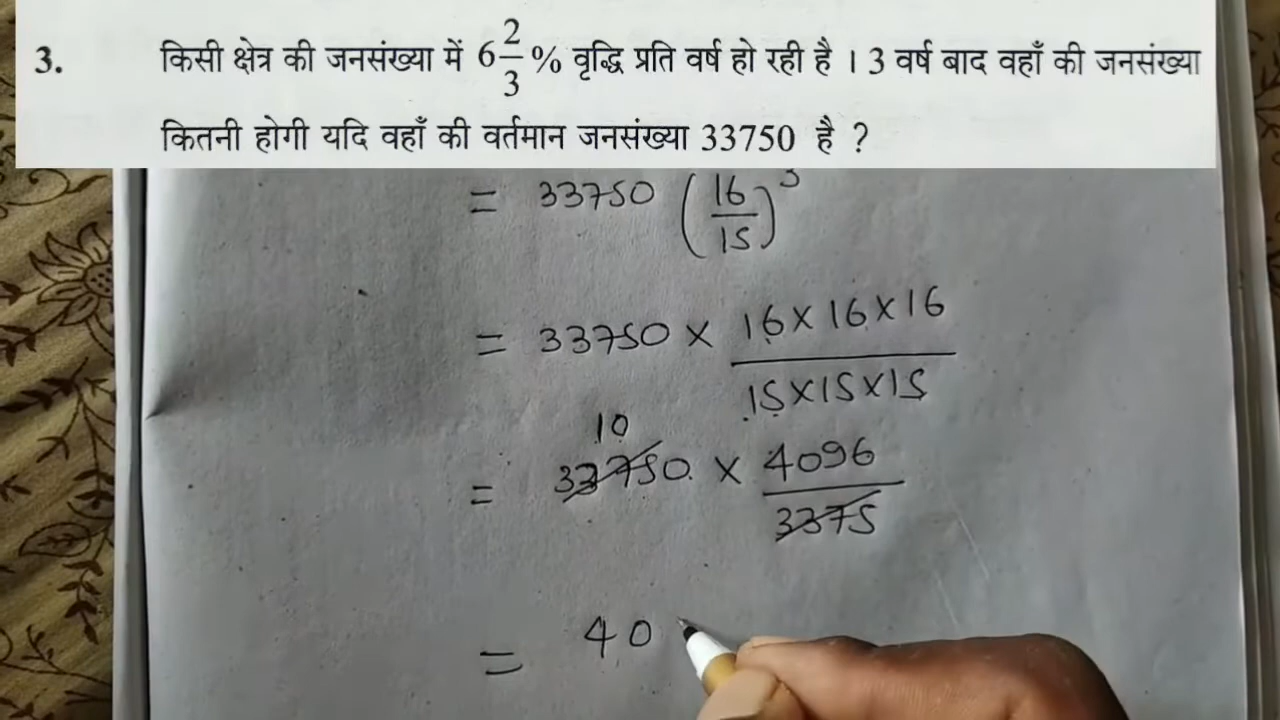 3. किसी क्षेत्र की जनसंख्या में 6 2/3 % वृद्धि प्रति वर्ष हो रही है । 3 वर्ष बाद वहाँ की जनसंख्या
कितनी होगी यदि वहाँ की वर्तमान जनसंख्या 33750 है ?
= 33750 (16/15)³
= 33750 × 16×16×16 / 15×15×15
10
= 33750 × 4096 / 3375
= 40